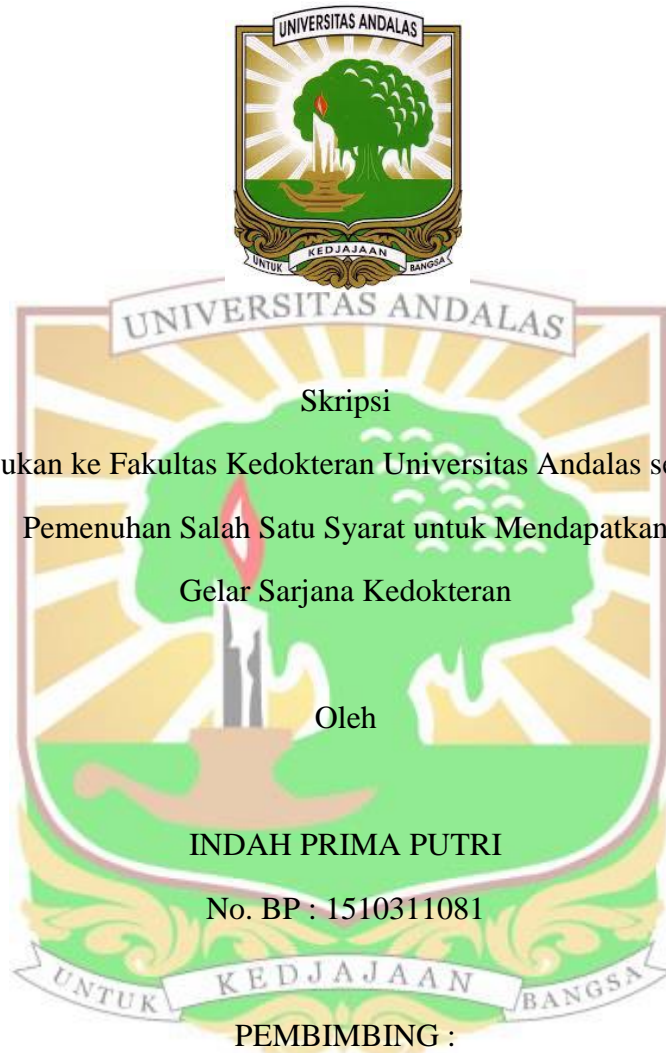 UNIVERSITAS ANDALAS
UNTUK KEDJAJAAN BANGSA
UNIVERSITAS ANDALAS
Skripsi
ukan ke Fakultas Kedokteran Universitas Andalas se
Pemenuhan Salah Satu Syarat untuk Mendapatkan
Gelar Sarjana Kedokteran
Oleh
INDAH PRIMA PUTRI
No. BP : 1510311081
UNTUK KEDJAJAAN BANGSA
PEMBIMBING :